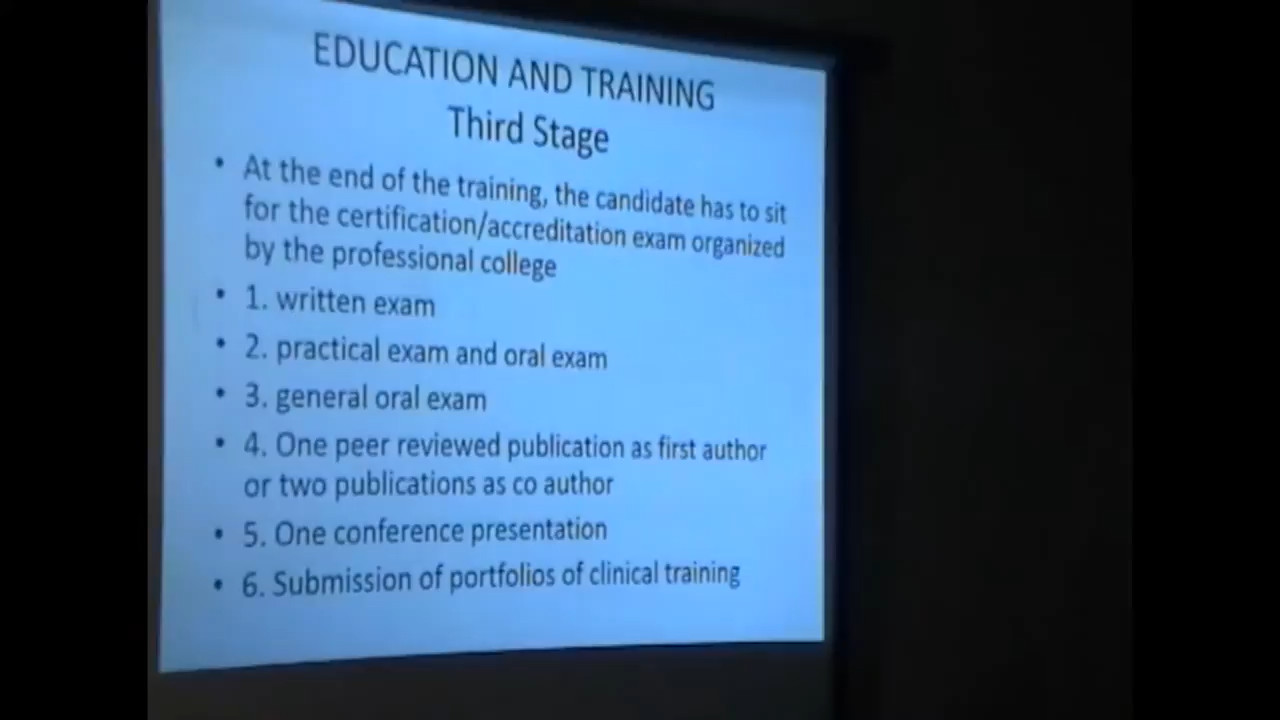 EDUCATION AND TRAINING
Third Stage
• At the end of the training, the candidate has to sit
for the certification/accreditation exam organized
by the professional college
• 1. written exam
• 2. practical exam and oral exam
• 3. general oral exam
• 4. One peer reviewed publication as first author
or two publications as co author
• 5. One conference presentation
• 6. Submission of portfolios of clinical training